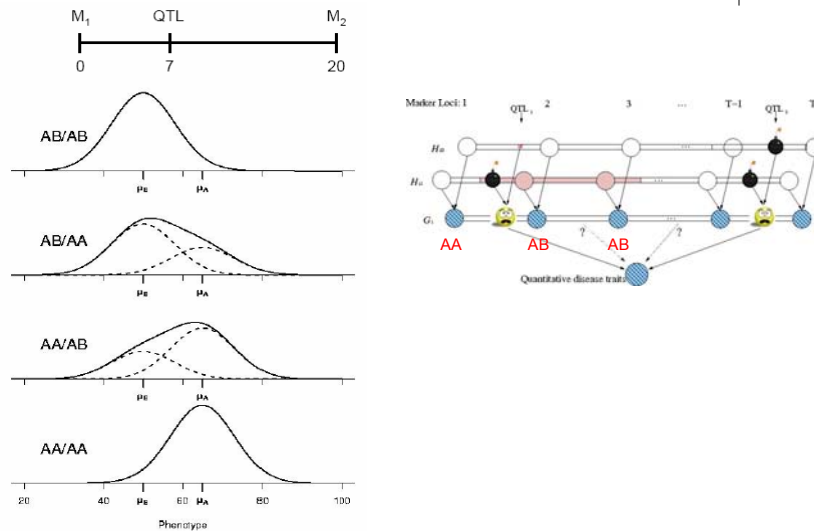 M1 QTL M2
0 7 20
AB/AB
μB μA
AB/AA
μB μA
AA/AB
μB μA
AA/AA
20 40 μB 60 μA 80 100
Phenotype
Marker Loci: 1 2 3 ... T-1 T
QTL QTL
...
...
G
...
AA AB AB
? ?
Quantitative disease traits